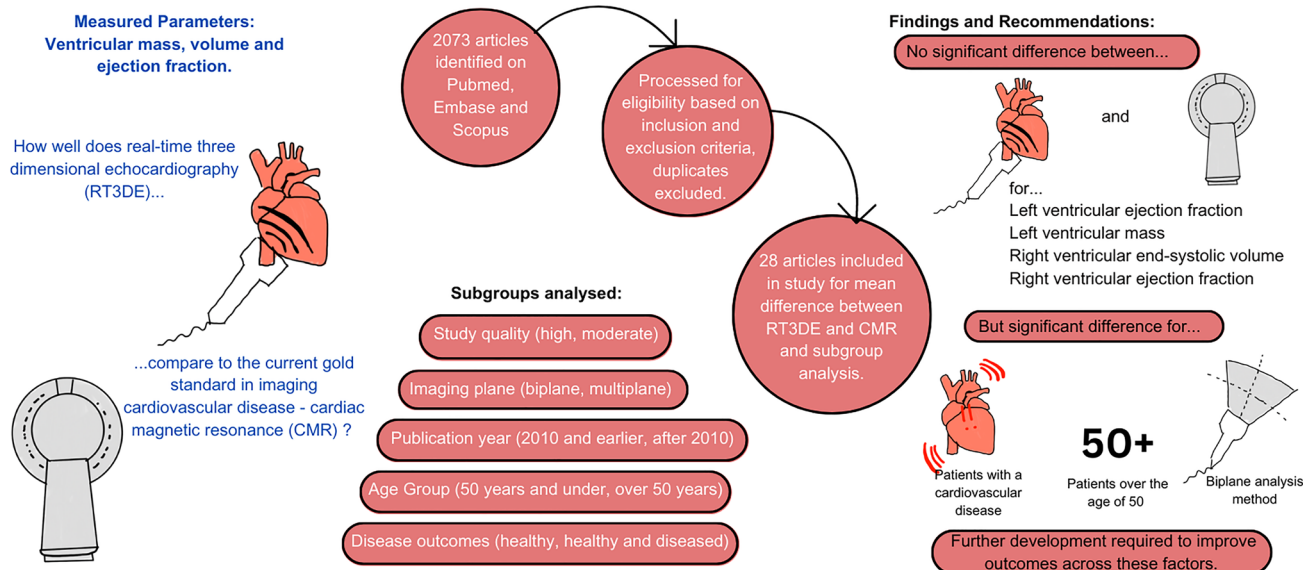 Measured Parameters:
Ventricular mass, volume and
ejection fraction.
How well does real-time three
dimensional echocardiography
(RT3DE)...
...compare to the current gold
standard in imaging
cardiovascular disease - cardiac
magnetic resonance (CMR) ?
2073 articles
identified on
Pubmed,
Embase and
Scopus
Processed for
eligibility based on
inclusion and
exclusion criteria,
duplicates
excluded.
28 articles included
in study for mean
difference between
RT3DE and CMR
and subgroup
analysis.
Subgroups analysed:
Study quality (high, moderate)
Imaging plane (biplane, multiplane)
Publication year (2010 and earlier, after 2010)
Age Group (50 years and under, over 50 years)
Disease outcomes (healthy, healthy and diseased)
Findings and Recommendations:
No significant difference between...
and
for...
Left ventricular ejection fraction
Left ventricular mass
Right ventricular end-systolic volume
Right ventricular ejection fraction
But significant difference for...
Patients with a
cardiovascular
disease
50+
Patients over the
age of 50
Biplane analysis
method
Further development required to improve
outcomes across these factors.